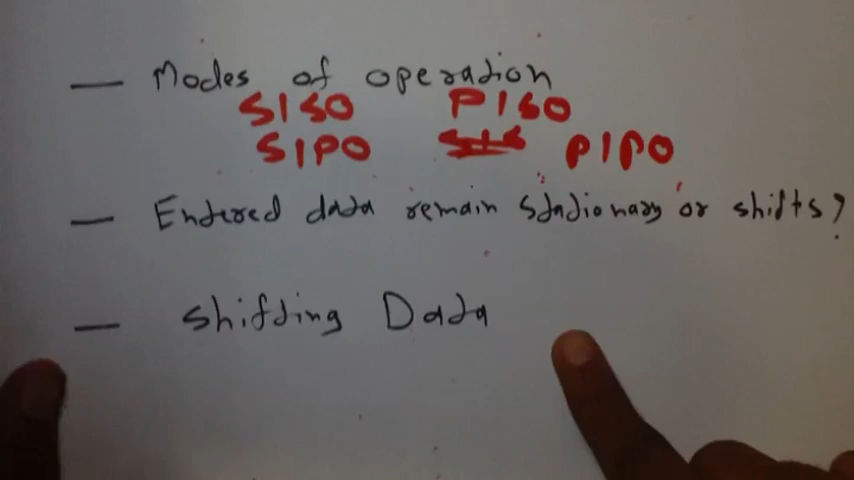 — Modes of operation
SISO PISO
SIPO PIPO
— Entered data remain stationary or shifts?
— Shifting Data